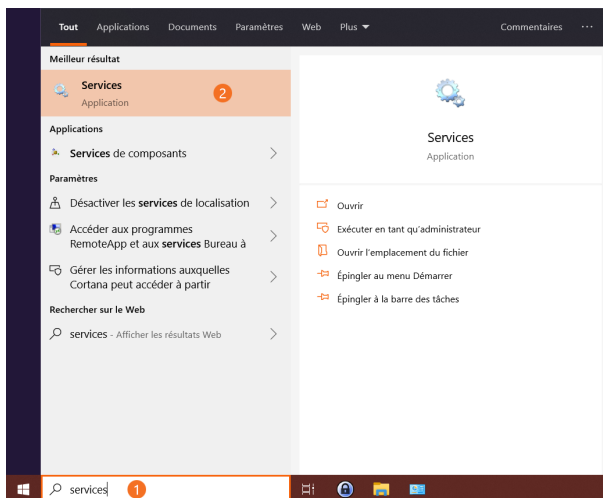 Tout Applications Documents Paramètres Web Plus Commentaires ...
Meilleur résultat
Services
Application
2
Applications
Services de composants
Paramètres
Désactiver les services de localisation
Accéder aux programmes
RemoteApp et aux services Bureau à
Gérer les informations auxquelles
Cortana peut accéder à partir
Rechercher sur le Web
services - Afficher les résultats Web
Services
Application
Ouvrir
Exécuter en tant qu'administrateur
Ouvrir l'emplacement du fichier
Épingler au menu Démarrer
Épingler à la barre des tâches
services 1